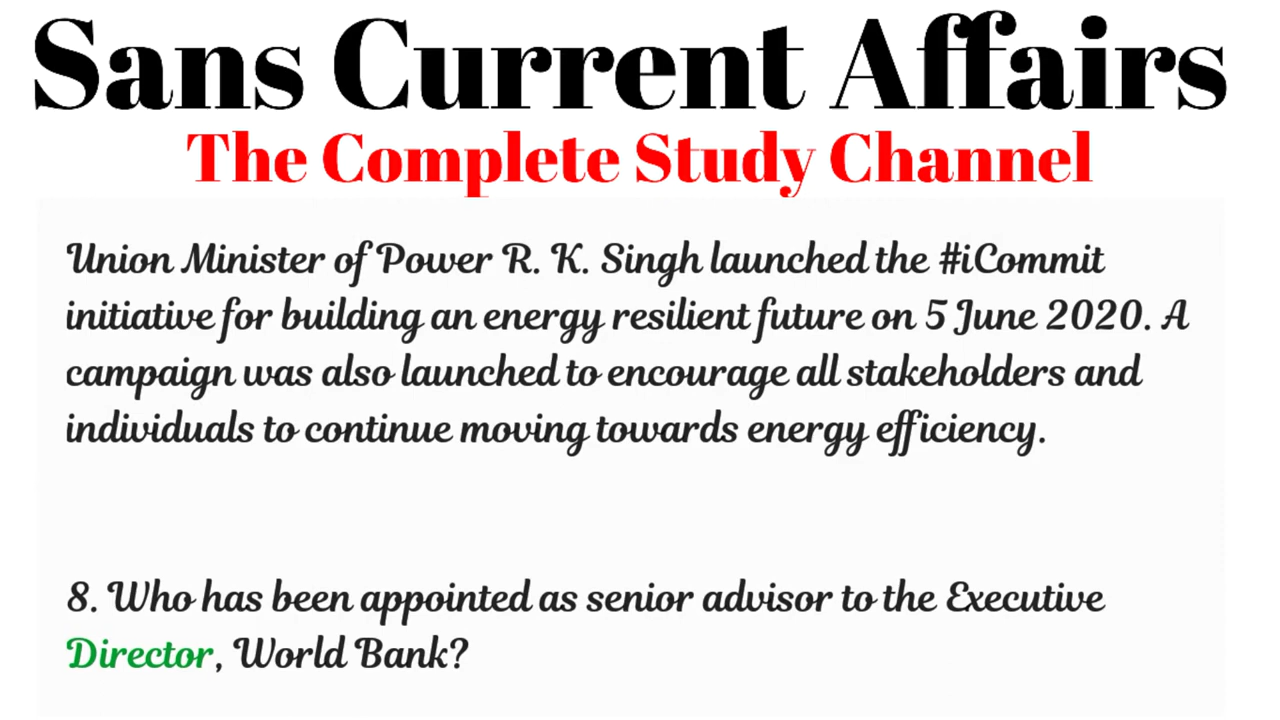 Sans Current Affairs
The Complete Study Channel
Union Minister of Power R. K. Singh launched the #iCommit
initiative for building an energy resilient future on 5 June 2020. A
campaign was also launched to encourage all stakeholders and
individuals to continue moving towards energy efficiency.
8. Who has been appointed as senior advisor to the Executive
Director, World Bank?